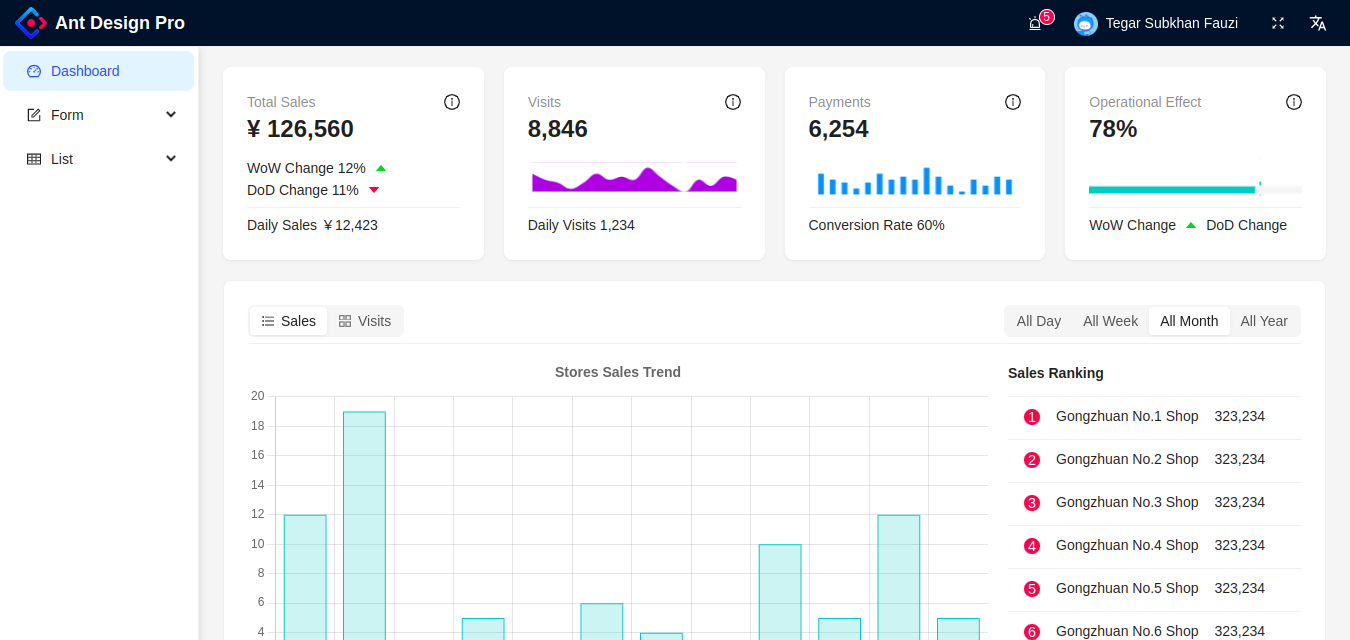 Ant Design Pro
5
Tegar Subkhan Fauzi
Dashboard
Form
List
Total Sales
¥ 126,560
WoW Change 12%
DoD Change 11%
Daily Sales ¥12,423
Visits
8,846
Daily Visits 1,234
Payments
6,254
Conversion Rate 60%
Operational Effect
78%
WoW Change DoD Change
Sales Visits
All Day All Week All Month All Year
Stores Sales Trend
20
18
16
14
12
10
8
6
4
Sales Ranking
1 Gongzhuan No.1 Shop 323,234
2 Gongzhuan No.2 Shop 323,234
3 Gongzhuan No.3 Shop 323,234
4 Gongzhuan No.4 Shop 323,234
5 Gongzhuan No.5 Shop 323,234
6 Gongzhuan No.6 Shop 323,234